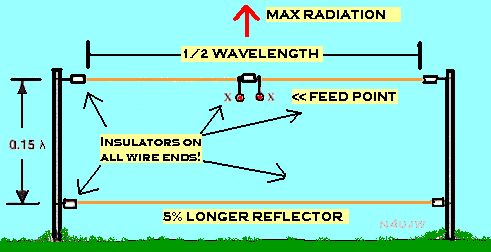 MAX RADIATION
1/2 WAVELENGTH
X X
<< FEED POINT
0.15 λ
INSULATORS ON
ALL WIRE ENDS!
5% LONGER REFLECTOR
N4UJW